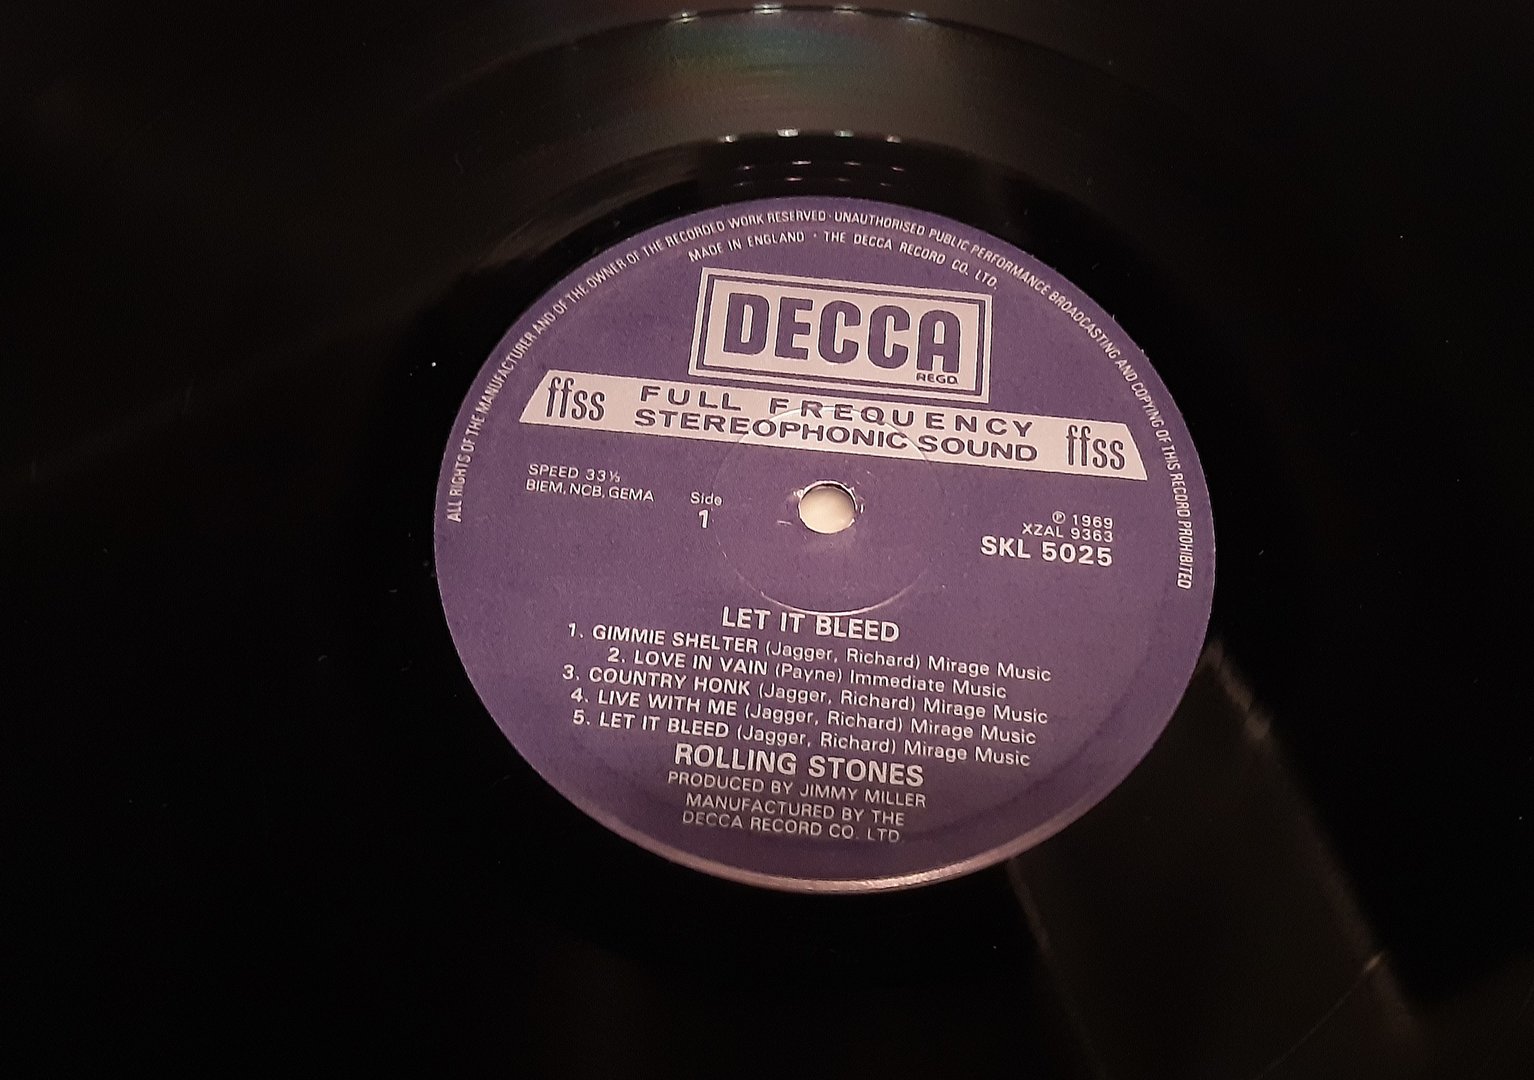 ALL RIGHTS OF THE MANUFACTURER AND OF THE OWNER OF THE RECORDED WORK RESERVED · UNAUTHORISED PUBLIC PERFORMANCE BROADCASTING AND COPYING OF THIS RECORD PROHIBITED
MADE IN ENGLAND · THE DECCA RECORD CO. LTD.
DECCA
REGD.
ffss FULL FREQUENCY ffss
STEREOPHONIC SOUND
SPEED 33⅓
BIEM, NCB, GEMA
Side
1
℗ 1969
XZAL 9363
SKL 5025
LET IT BLEED
1. GIMMIE SHELTER (Jagger, Richard) Mirage Music
2. LOVE IN VAIN (Payne) Immediate Music
3. COUNTRY HONK (Jagger, Richard) Mirage Music
4. LIVE WITH ME (Jagger, Richard) Mirage Music
5. LET IT BLEED (Jagger, Richard) Mirage Music
ROLLING STONES
PRODUCED BY JIMMY MILLER
MANUFACTURED BY THE
DECCA RECORD CO. LTD.